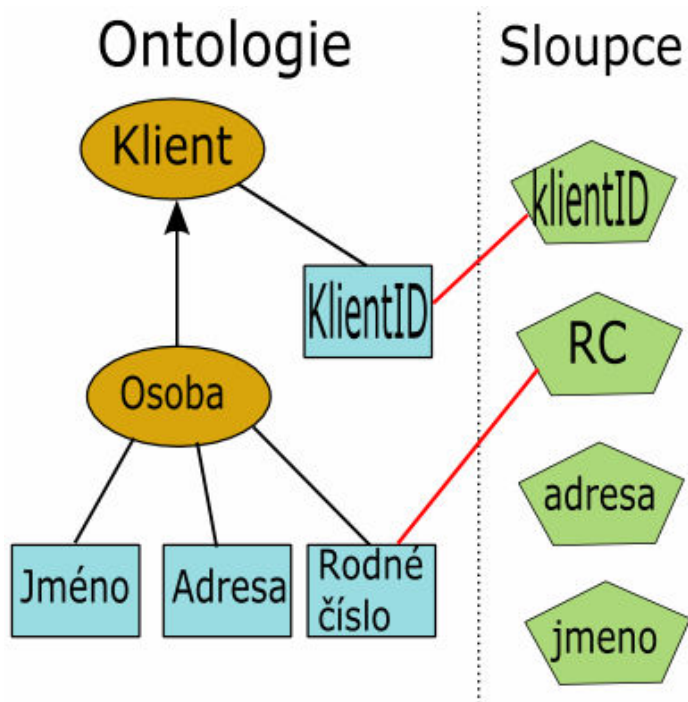 Ontologie
Sloupce
Klient
klientID
KlientID
RC
Osoba
adresa
Jméno
Adresa
Rodné
číslo
jmeno